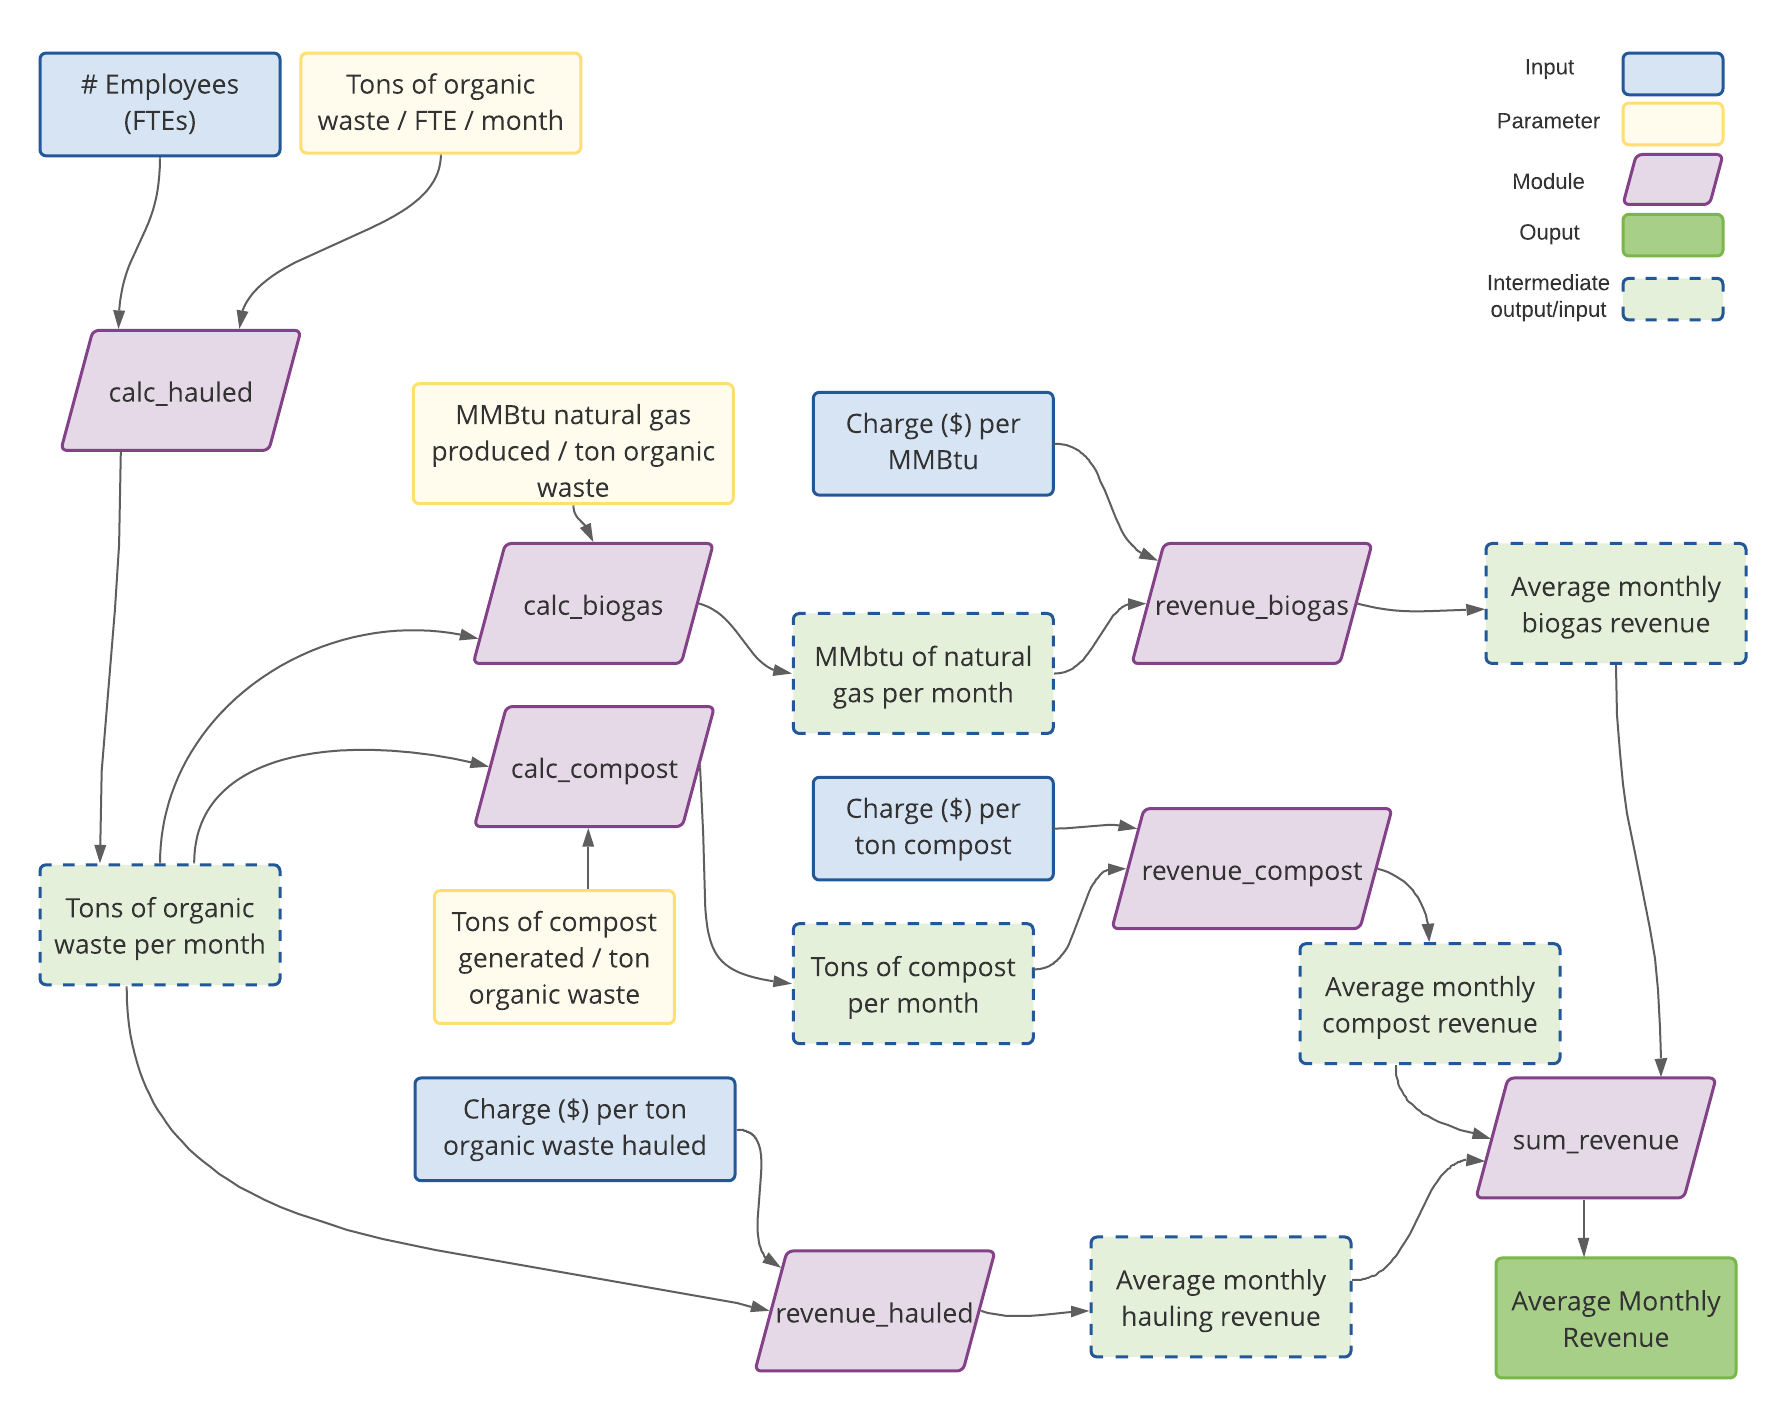 # Employees
(FTEs)
Tons of organic
waste / FTE / month
Input
Parameter
Module
Ouput
Intermediate
output/input
calc_hauled
MMBtu natural gas
produced / ton organic
waste
Charge ($) per
MMBtu
calc_biogas
revenue_biogas
Average monthly
biogas revenue
MMbtu of natural
gas per month
calc_compost
Charge ($) per
ton compost
revenue_compost
Tons of organic
waste per month
Tons of compost
generated / ton
organic waste
Tons of compost
per month
Average monthly
compost revenue
Charge ($) per ton
organic waste hauled
sum_revenue
revenue_hauled
Average monthly
hauling revenue
Average Monthly
Revenue